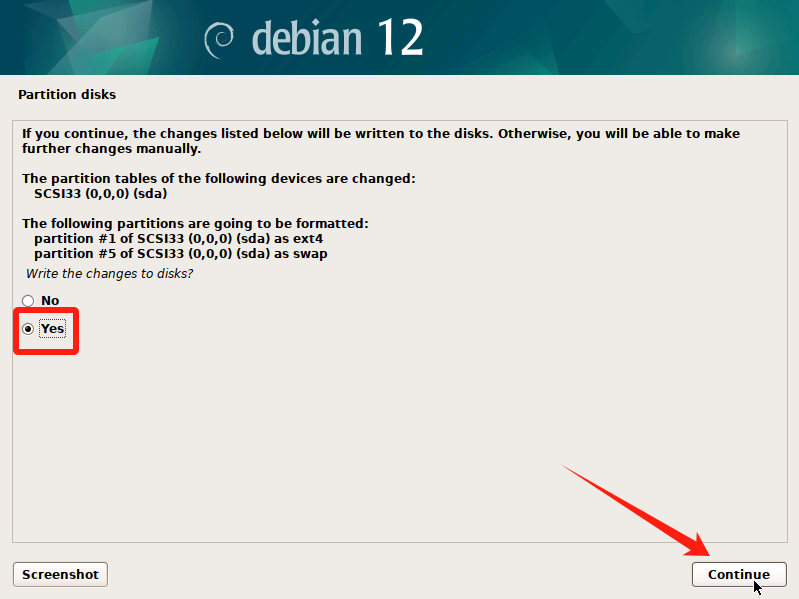 debian 12
Partition disks
If you continue, the changes listed below will be written to the disks. Otherwise, you will be able to make
further changes manually.
The partition tables of the following devices are changed:
SCSI33 (0,0,0) (sda)
The following partitions are going to be formatted:
partition #1 of SCSI33 (0,0,0) (sda) as ext4
partition #5 of SCSI33 (0,0,0) (sda) as swap
Write the changes to disks?
No
Yes
Screenshot
Continue